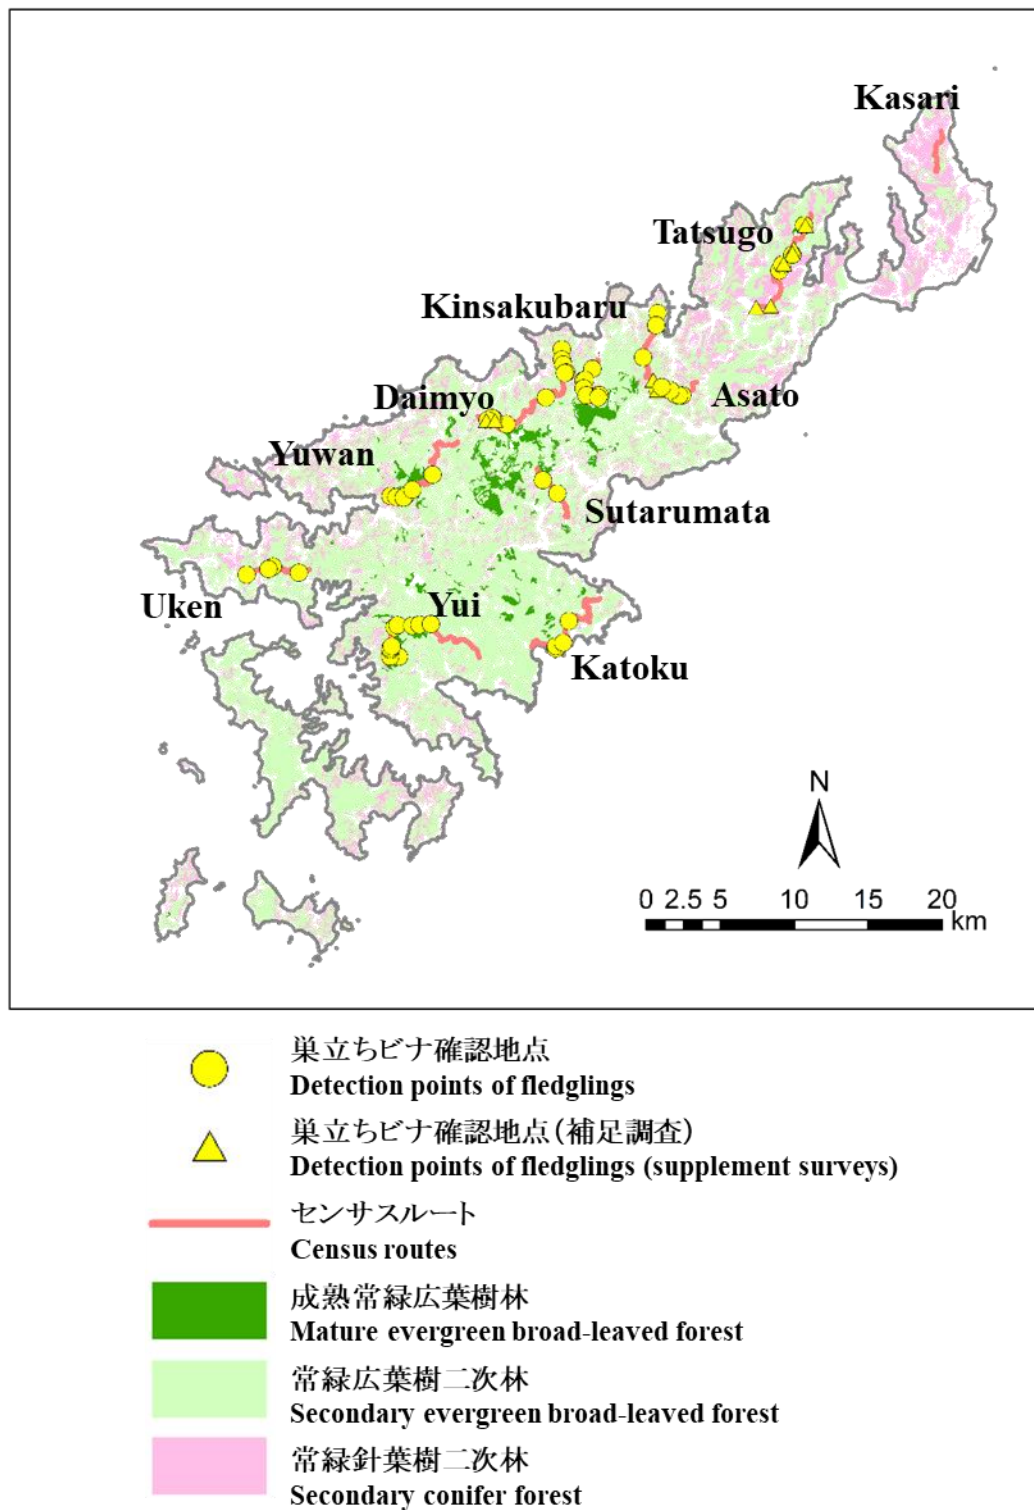 Kasari
Tatsugo
Kinsakubaru
Daimyo
Asato
Yuwan
Sutarumata
Uken
Yui
Katoku
N
0 2.5 5 10 15 20
km
巣立ちビナ確認地点
Detection points of fledglings
巣立ちビナ確認地点(補足調査)
Detection points of fledglings (supplement surveys)
センサスルート
Census routes
成熟常緑広葉樹林
Mature evergreen broad-leaved forest
常緑広葉樹二次林
Secondary evergreen broad-leaved forest
常緑針葉樹二次林
Secondary conifer forest